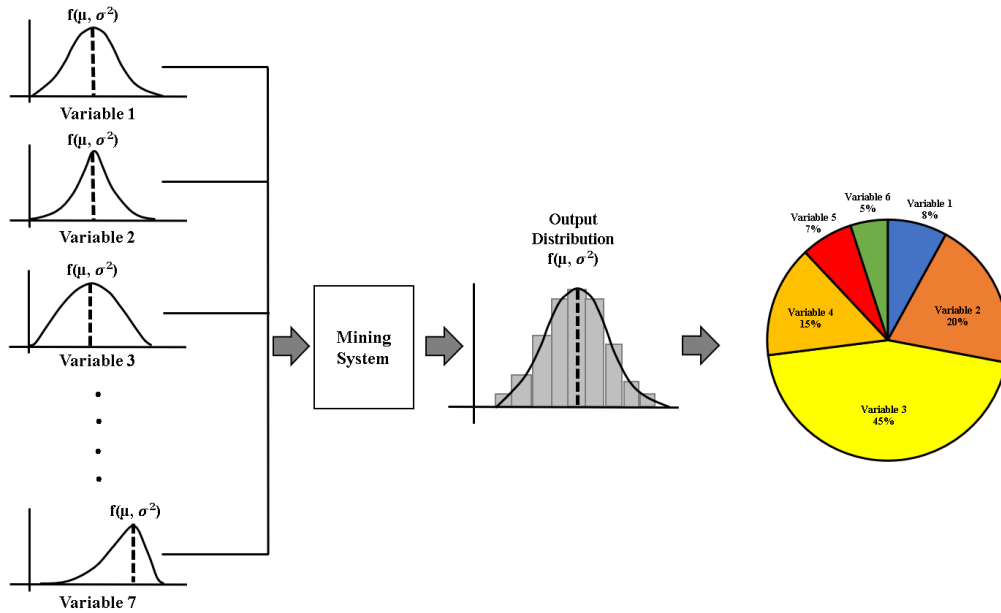 f(μ, σ²)
Variable 1
f(μ, σ²)
Variable 2
f(μ, σ²)
Variable 3
f(μ, σ²)
Variable 7
Mining
System
Output
Distribution
f(μ, σ²)
Variable 1
8%
Variable 2
20%
Variable 3
45%
Variable 4
15%
Variable 5
7%
Variable 6
5%